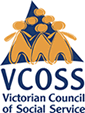 VCOSS
Victorian Council
of Social Service